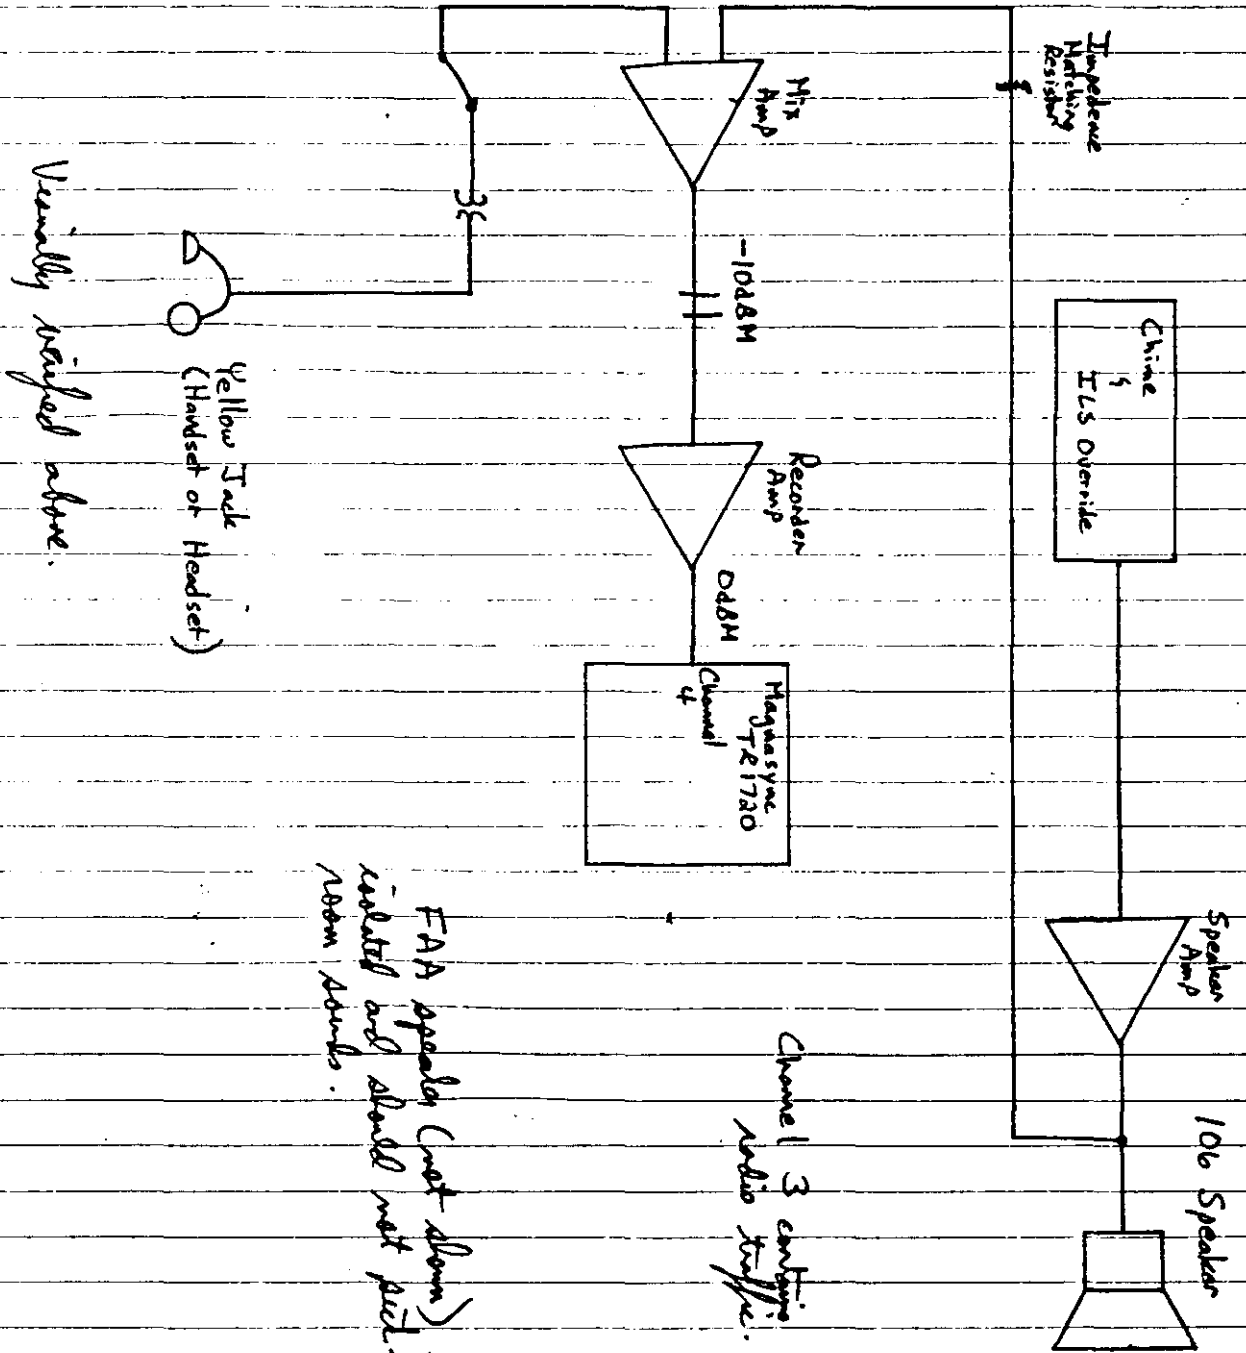 106 Speaker
Speaker
Amp
Chime
&
ILS Override
Impedence
Matching
Resistor
Channel 3 contains
radio traffic.
Mix
Amp
-10dBM
Recorder
Amp
0dBM
Magnasync
TR1720
Channel
4
FAA speaker (not shown)
isolated and should not pick
room sounds.
Yellow Jack
(Handset or Headset)
Visually verified above.